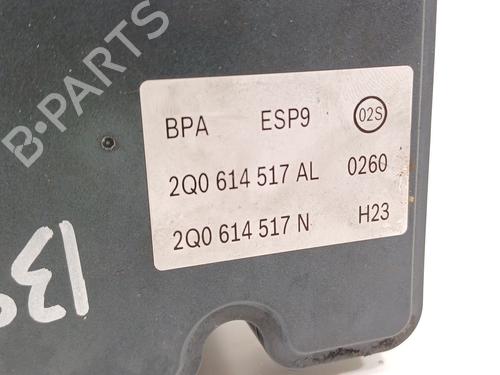 B-PARTS
BPA ESP9 02S
2Q0 614 517 AL 0260
2Q0 614 517 N H23